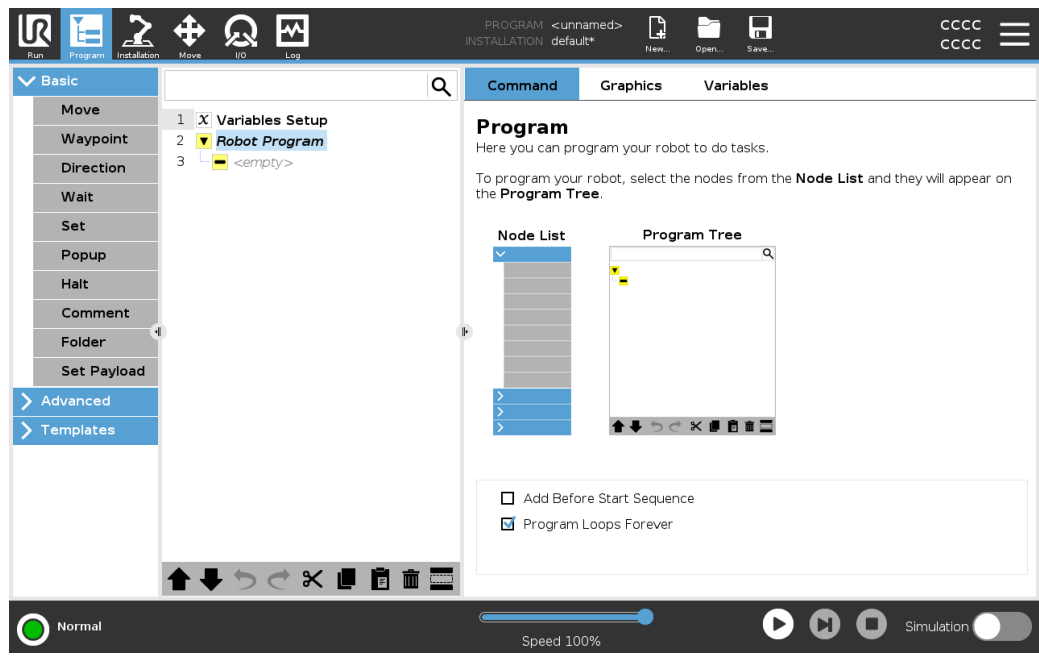 PROGRAM <unnamed>
INSTALLATION default*
CCCC
CCCC
UR
Run
Program
Installation
Move
I/O
Log
New...
Open...
Save...
Basic
Move
Waypoint
Direction
Wait
Set
Popup
Halt
Comment
Folder
Set Payload
Advanced
Templates
1 X Variables Setup
2 Robot Program
3 <empty>
Command
Graphics
Variables
Program
Here you can program your robot to do tasks.
To program your robot, select the nodes from the Node List and they will appear on
the Program Tree.
Node List
Program Tree
Add Before Start Sequence
Program Loops Forever
Normal
Speed 100%
Simulation